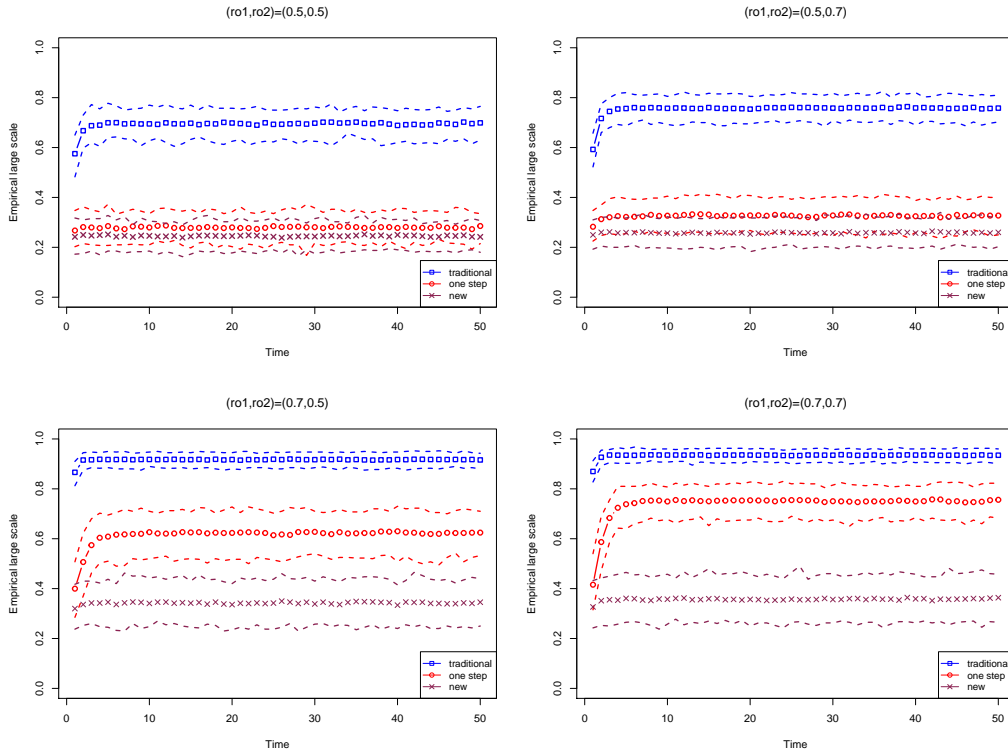 (ro1,ro2)=(0.5,0.5)
Empirical large scale
1.0
0.8
0.6
0.4
0.2
0.0
traditional
one step
new
0 10 20 30 40 50
Time
(ro1,ro2)=(0.5,0.7)
Empirical large scale
1.0
0.8
0.6
0.4
0.2
0.0
traditional
one step
new
0 10 20 30 40 50
Time
(ro1,ro2)=(0.7,0.5)
Empirical large scale
1.0
0.8
0.6
0.4
0.2
0.0
traditional
one step
new
0 10 20 30 40 50
Time
(ro1,ro2)=(0.7,0.7)
Empirical large scale
1.0
0.8
0.6
0.4
0.2
0.0
traditional
one step
new
0 10 20 30 40 50
Time